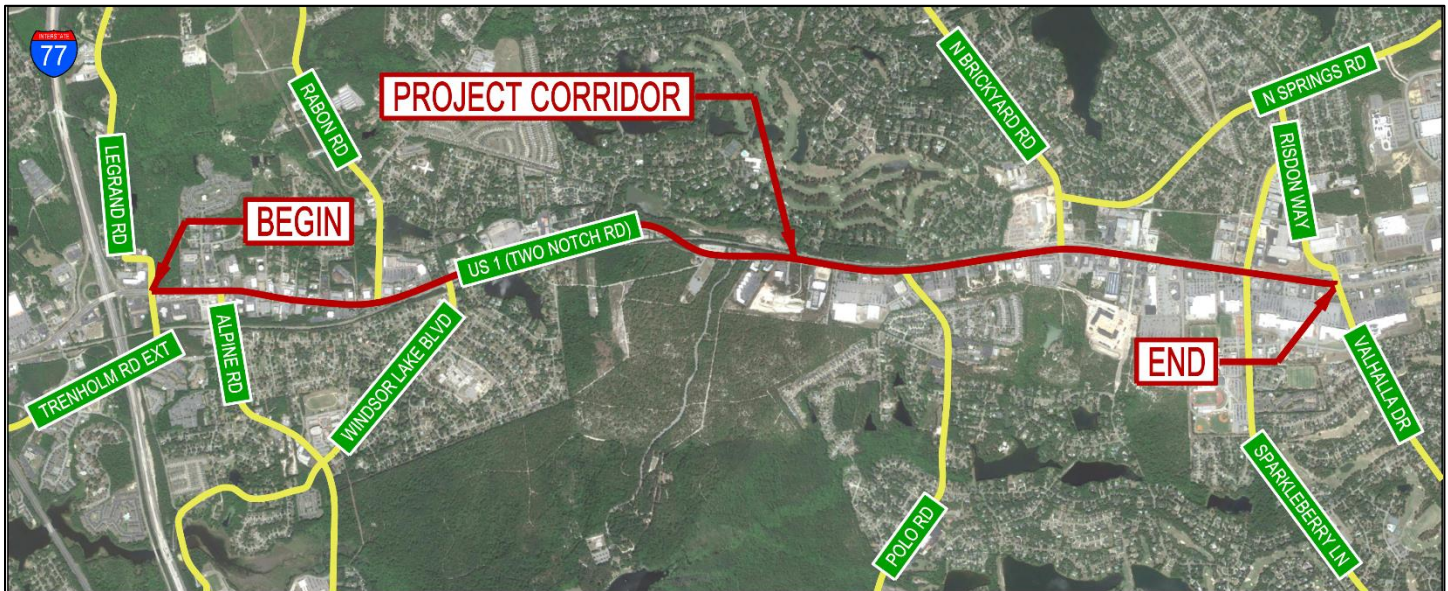 INTERSTATE
77
LEGRAND RD
RABON RD
PROJECT CORRIDOR
N BRICKYARD RD
N SPRINGS RD
RISDON WAY
BEGIN
US 1 (TWO NOTCH RD)
TRENHOLM RD EXT
ALPINE RD
WINDSOR LAKE BLVD
END
VALHALLA DR
POLO RD
SPARKLEBERRY LN